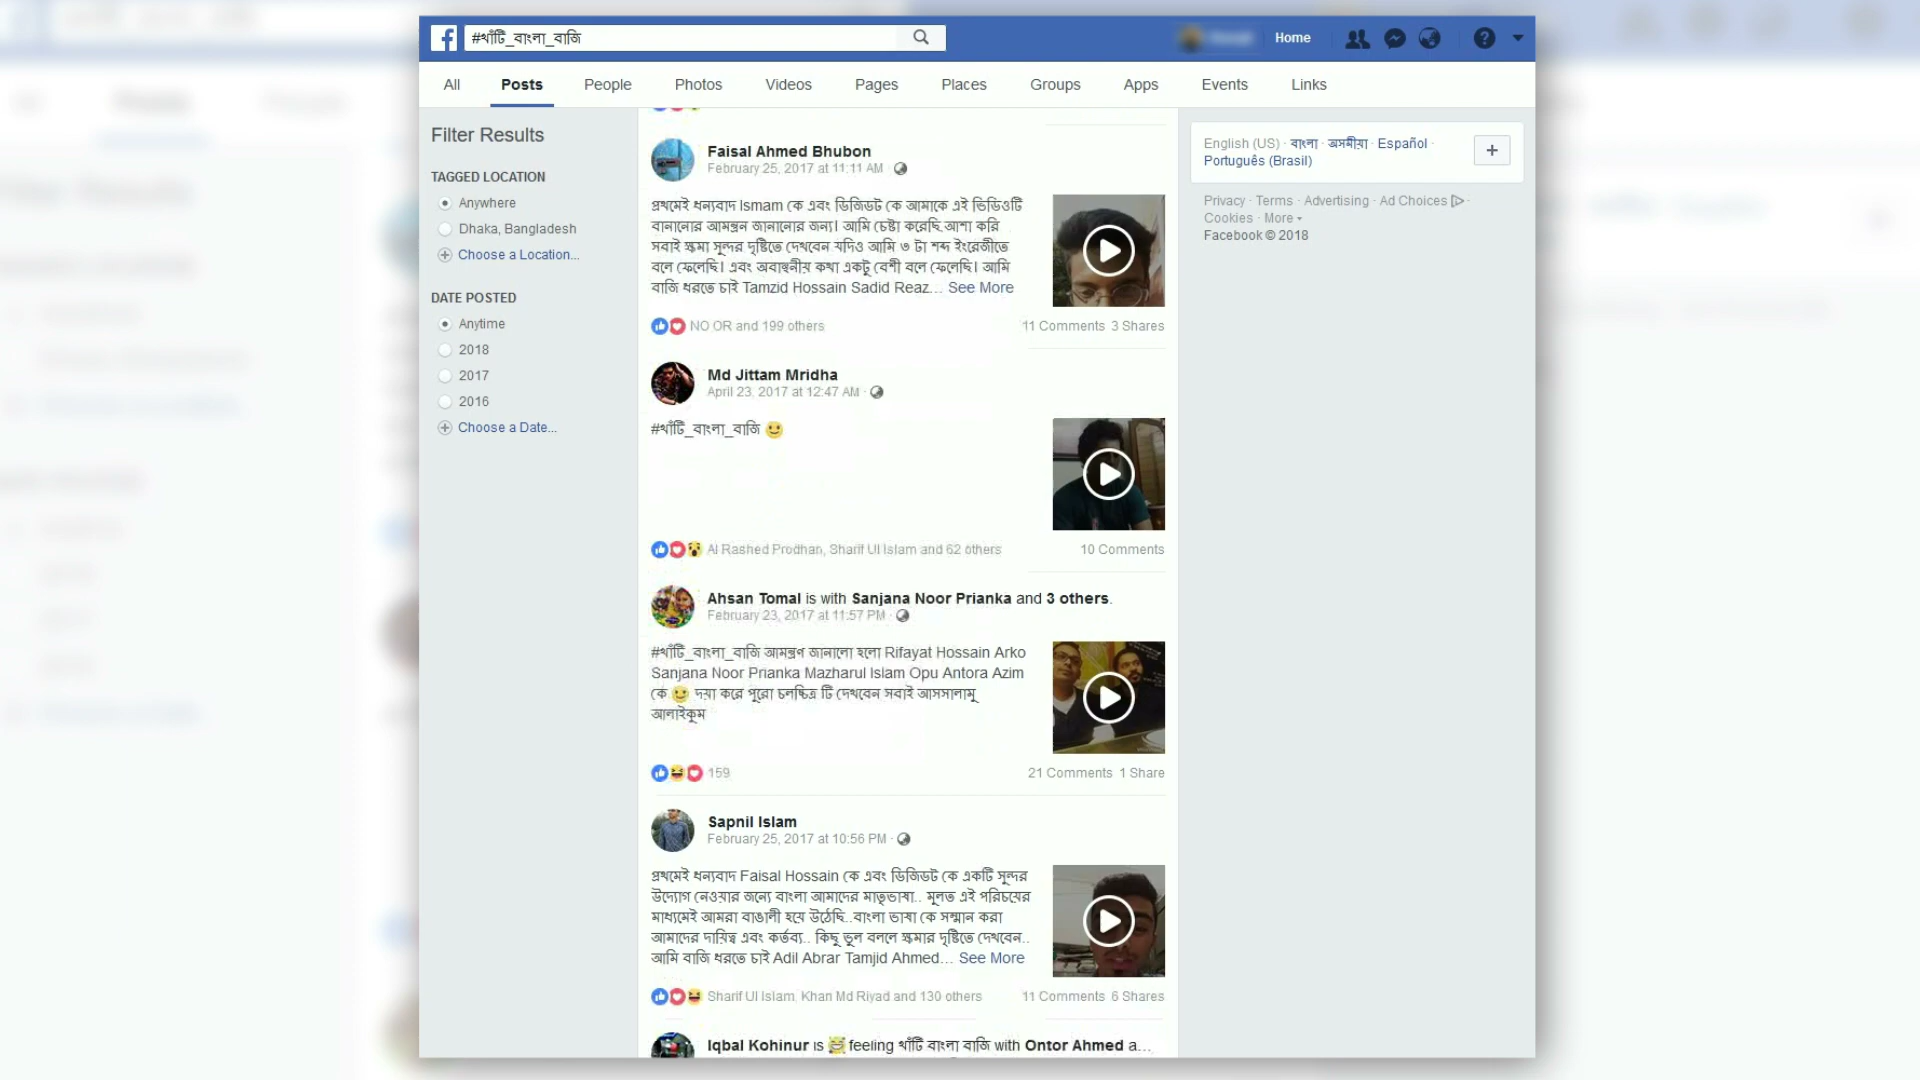 #খাঁটি_বাংলা_বাজি
Home
All Posts People Photos Videos Pages Places Groups Apps Events Links
Filter Results
TAGGED LOCATION
Anywhere
Dhaka, Bangladesh
Choose a Location...
DATE POSTED
Anytime
2018
2017
2016
Choose a Date...
Faisal Ahmed Bhubon
February 25, 2017 at 11:11 AM ·
প্রথমেই ধন্যবাদ Ismam কে এবং ডিজিডট কে আমাকে এই ভিডিওটি
বানানোর আমন্ত্রন জানানোর জন্য। আমি চেষ্টা করেছি.আশা করি
সবাই ক্ষমা সুন্দর দৃষ্টিতে দেখবেন যদিও আমি ৩ টা শব্দ ইংরেজীতে
বলে ফেলেছি। এবং অবাঞ্ছনীয় কথা একটু বেশী বলে ফেলেছি। আমি
বাজি ধরতে চাই Tamzid Hossain Sadid Reaz... See More
NO OR and 199 others 11 Comments 3 Shares
Md Jittam Mridha
April 23, 2017 at 12:47 AM ·
#খাঁটি_বাংলা_বাজি
Al Rashed Prodhan, Sharif Ul Islam and 62 others 10 Comments
Ahsan Tomal is with Sanjana Noor Prianka and 3 others.
February 23, 2017 at 11:57 PM ·
#খাঁটি_বাংলা_বাজি আমন্ত্রণ জানালো হলো Rifayat Hossain Arko
Sanjana Noor Prianka Mazharul Islam Opu Antora Azim
কে দয়া করে পুরো চলচ্চিত্র টি দেখবেন সবাই আসসালামু
আলাইকুম
159 21 Comments 1 Share
Sapnil Islam
February 25, 2017 at 10:56 PM ·
প্রথমেই ধন্যবাদ Faisal Hossain কে এবং ডিজিডট কে একটি সুন্দর
উদ্যোগ নেওয়ার জন্যে বাংলা আমাদের মাতৃভাষা.. মূলত এই পরিচয়ের
মাধ্যমেই আমরা বাঙালী হয়ে উঠেছি..বাংলা ভাষা কে সম্মান করা
আমাদের দায়িত্ব এবং কর্তব্য.. কিছু ভুল বললে ক্ষমার দৃষ্টিতে দেখবেন..
আমি বাজি ধরতে চাই Adil Abrar Tamjid Ahmed... See More
Sharif Ul Islam, Khan Md Riyad and 130 others 11 Comments 6 Shares
Iqbal Kohinur is feeling খাঁটি বাংলা বাজি with Ontor Ahmed a...
English (US) · বাংলা · অসমীয়া · Español ·
Português (Brasil)
Privacy · Terms · Advertising · Ad Choices ·
Cookies · More
Facebook © 2018